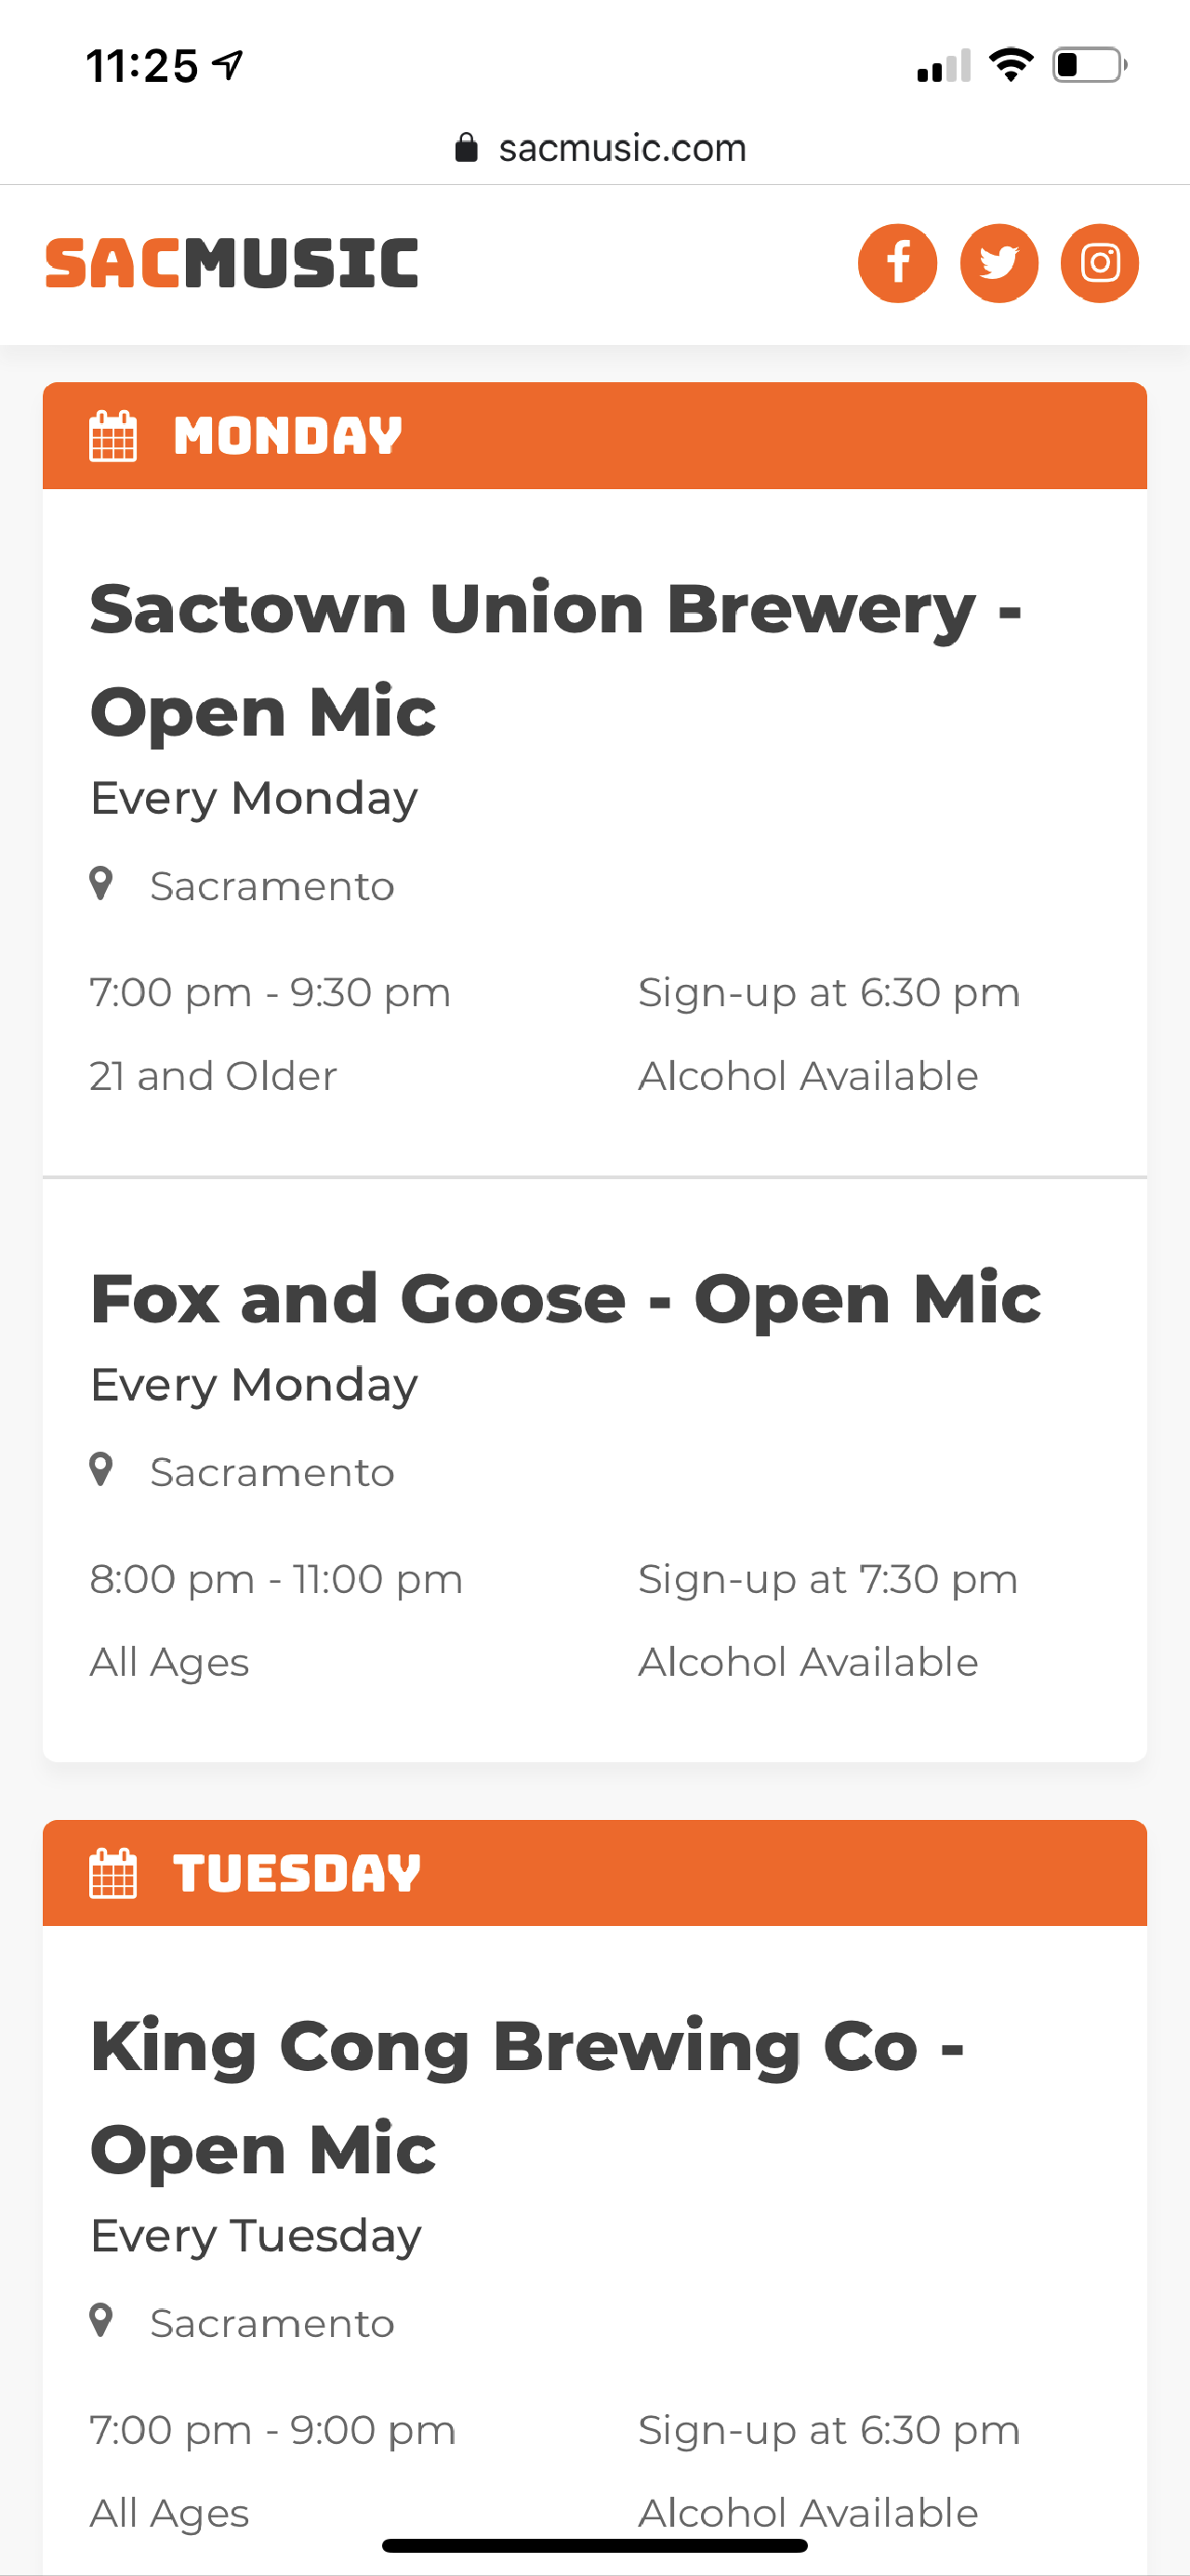 11:25
sacmusic.com
SACMUSIC
MONDAY
Sactown Union Brewery -
Open Mic
Every Monday
Sacramento
7:00 pm - 9:30 pm Sign-up at 6:30 pm
21 and Older Alcohol Available
Fox and Goose - Open Mic
Every Monday
Sacramento
8:00 pm - 11:00 pm Sign-up at 7:30 pm
All Ages Alcohol Available
TUESDAY
King Cong Brewing Co -
Open Mic
Every Tuesday
Sacramento
7:00 pm - 9:00 pm Sign-up at 6:30 pm
All Ages Alcohol Available